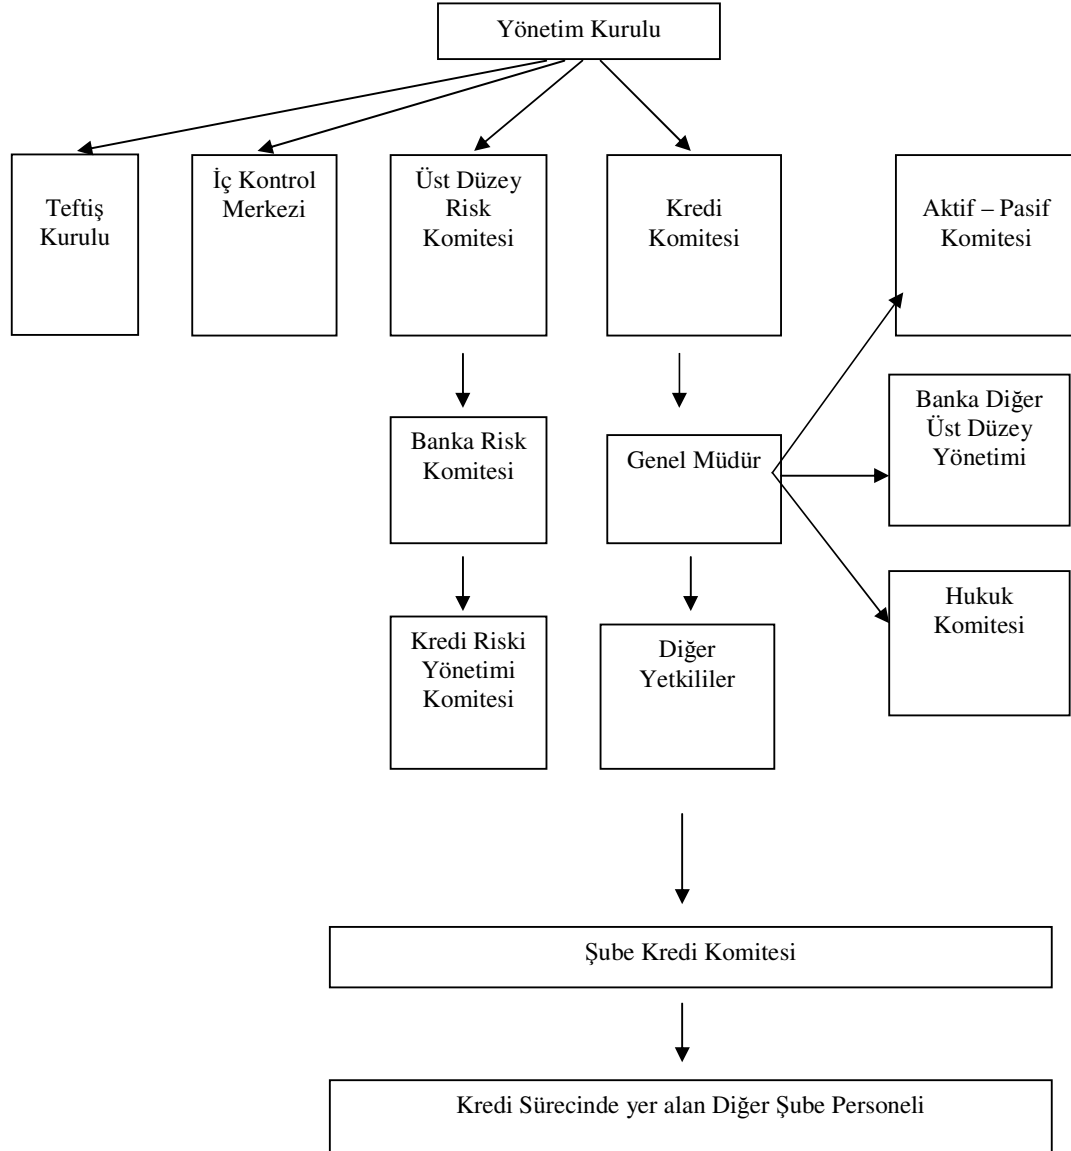 Yönetim Kurulu
Teftiş
Kurulu
İç Kontrol
Merkezi
Üst Düzey
Risk
Komitesi
Kredi
Komitesi
Aktif – Pasif
Komitesi
Banka Risk
Komitesi
Genel Müdür
Banka Diğer
Üst Düzey
Yönetimi
Kredi Riski
Yönetimi
Komitesi
Diğer
Yetkililer
Hukuk
Komitesi
Şube Kredi Komitesi
Kredi Sürecinde yer alan Diğer Şube Personeli